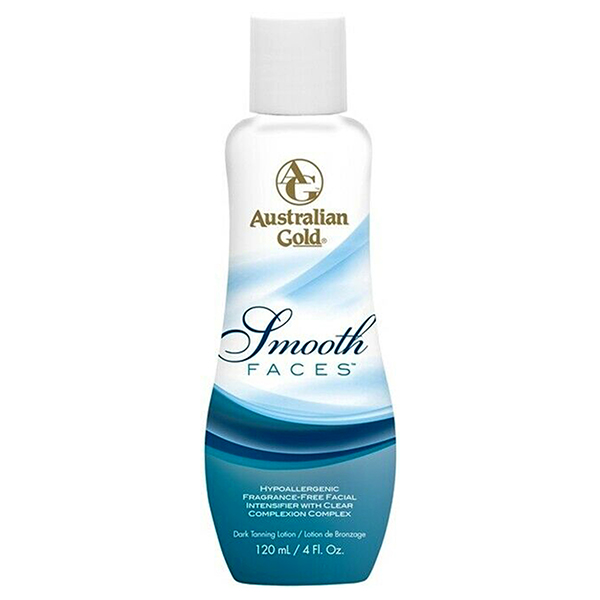 AG
Australian
Gold®
Smooth
FACES™
HYPOALLERGENIC
FRAGRANCE-FREE FACIAL
INTENSIFIER WITH CLEAR
COMPLEXION COMPLEX
Dark Tanning Lotion / Lotion de Bronzage
120 mL / 4 Fl. Oz.